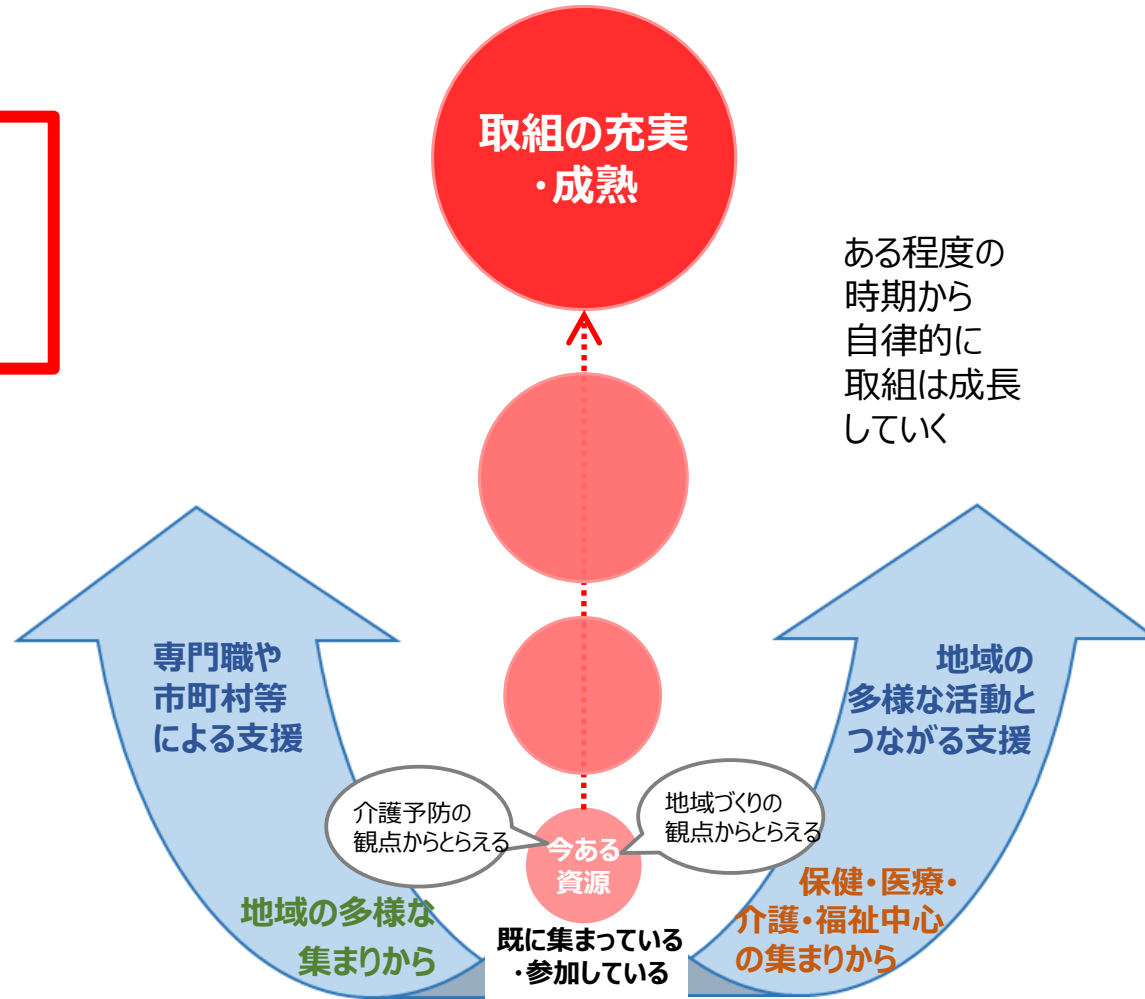 取組の充実
・成熟
ある程度の
時期から
自律的に
取組は成長
していく
専門職や
市町村等
による支援
地域の
多様な活動と
つながる支援
介護予防の
観点からとらえる
地域づくりの
観点からとらえる
今ある
資源
地域の多様な
集まりから
既に集まっている
・参加している
保健・医療・
介護・福祉中心
の集まりから